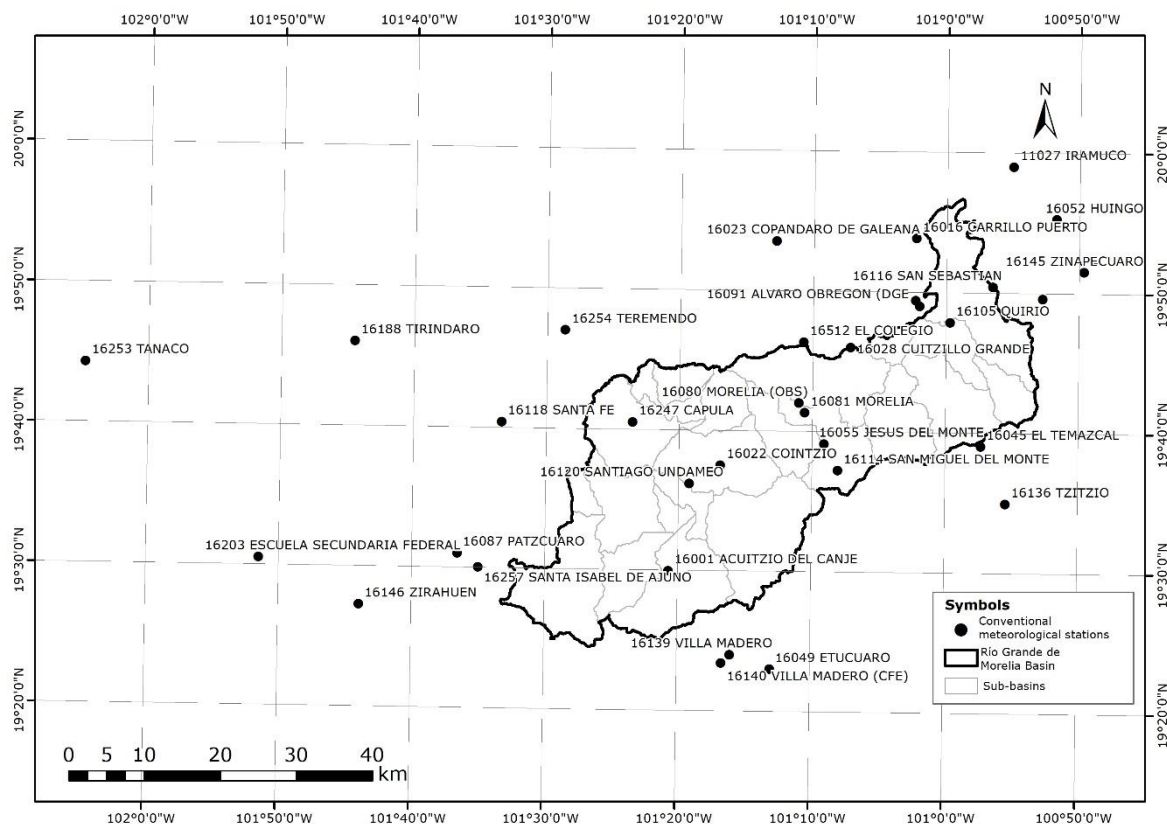 102°0'0"W 101°50'0"W 101°40'0"W 101°30'0"W 101°20'0"W 101°10'0"W 101°0'0"W 100°50'0"W
N
20°0'0"N
20°0'0"N
11027 IRAMUCO
16052 HUINGO
16023 COPANDARO DE GALEANA
16016 CARRILLO PUERTO
16145 ZINAPECUARO
19°50'0"N
16116 SAN SEBASTIAN
19°50'0"N
16091 ALVARO OBREGON (DGE
16105 QUIRIO
16188 TIRINDARO
16254 TEREMENDO
16512 EL COLEGIO
16253 TANACO
16028 CUITZILLO GRANDE
16080 MORELIA (OBS)
16081 MORELIA
16118 SANTA FE
16247 CAPULA
19°40'0"N
16055 JESUS DEL MONTE
16045 EL TEMAZCAL
19°40'0"N
16022 COINTZIO
16114 SAN MIGUEL DEL MONTE
16120 SANTIAGO UNDAMEO
16136 TZITZIO
16203 ESCUELA SECUNDARIA FEDERAL
16087 PATZCUARO
16001 ACUITZIO DEL CANJE
19°30'0"N
16257 SANTA ISABEL DE AJUNO
19°30'0"N
16146 ZIRAHUEN
Symbols
Conventional
meteorological stations
Río Grande de
Morelia Basin
Sub-basins
16139 VILLA MADERO
16049 ETUCUARO
16140 VILLA MADERO (CFE)
19°20'0"N
19°20'0"N
0 5 10 20 30 40
km
102°0'0"W 101°50'0"W 101°40'0"W 101°30'0"W 101°20'0"W 101°10'0"W 101°0'0"W 100°50'0"W